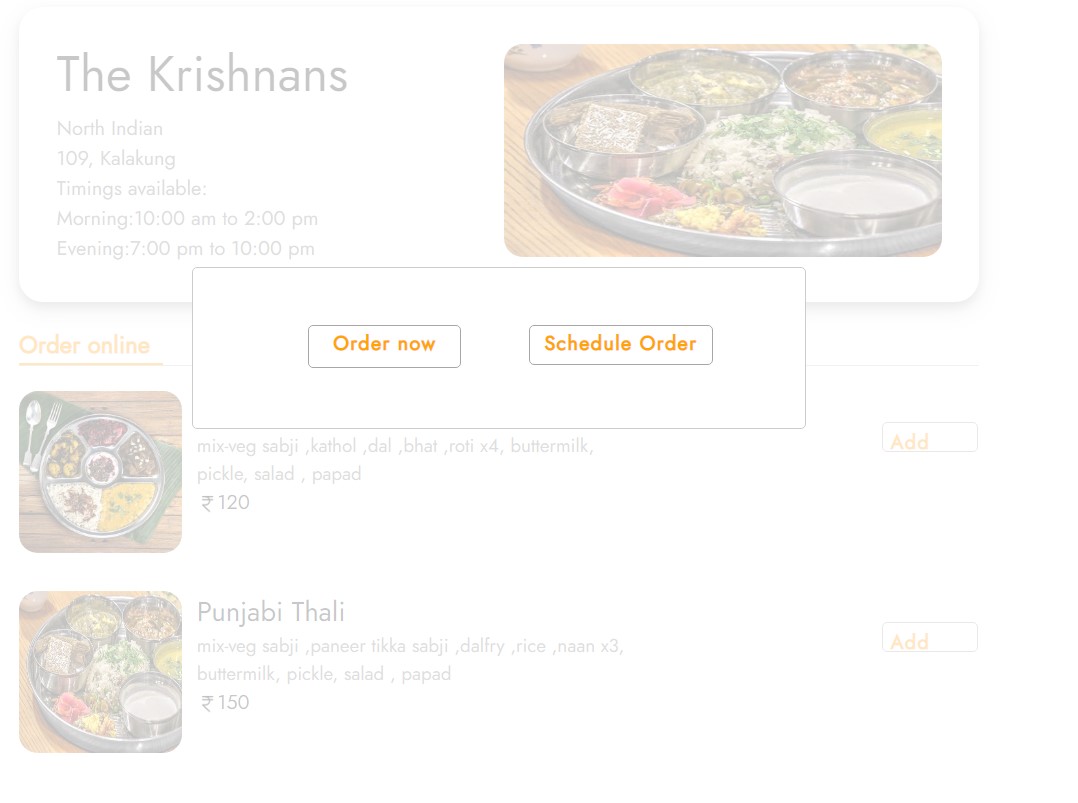 The Krishnans
North Indian
109, Kalakung
Timings available:
Morning:10:00 am to 2:00 pm
Evening:7:00 pm to 10:00 pm
Order now
Schedule Order
Order online
mix-veg sabji ,kathol ,dal ,bhat ,roti x4, buttermilk,
pickle, salad , papad
₹ 120
Add
Punjabi Thali
mix-veg sabji ,paneer tikka sabji ,dalfry ,rice ,naan x3,
buttermilk, pickle, salad , papad
₹ 150
Add